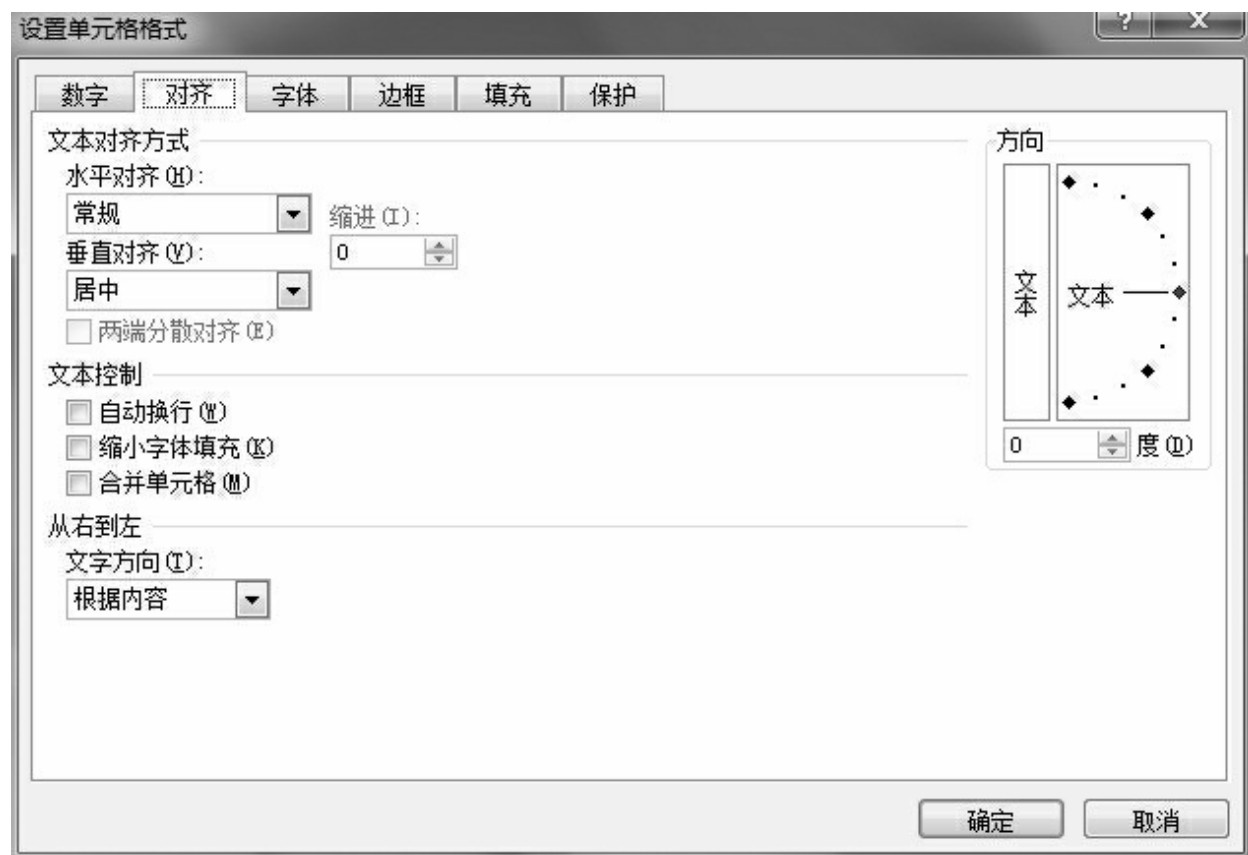 设置单元格格式
? X
数字 对齐 字体 边框 填充 保护
文本对齐方式
水平对齐(H):
常规
缩进(I):
垂直对齐(V):
0
居中
两端分散对齐(E)
文本控制
自动换行(W)
缩小字体填充(K)
合并单元格(M)
从右到左
文字方向(T):
根据内容
方向
文本
文本
0 度(D)
确定 取消